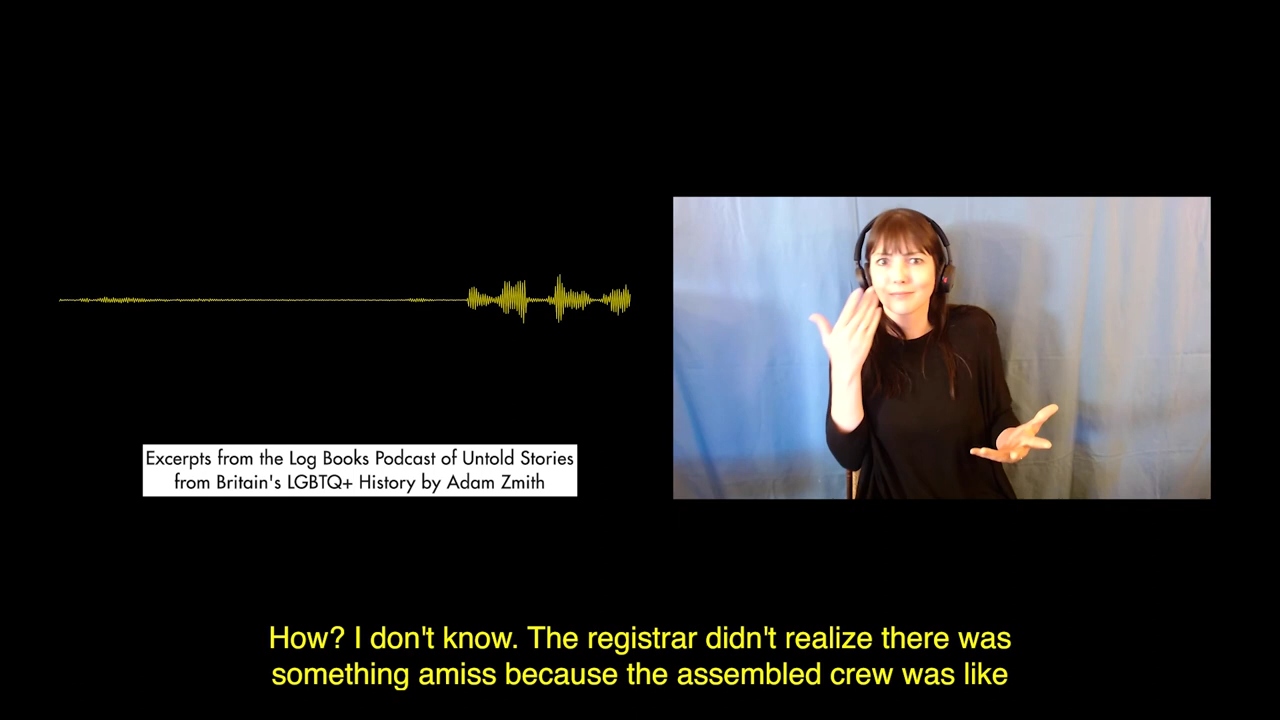 Excerpts from the Log Books Podcast of Untold Stories
from Britain's LGBTQ+ History by Adam Zmith
How? I don't know. The registrar didn't realize there was
something amiss because the assembled crew was like